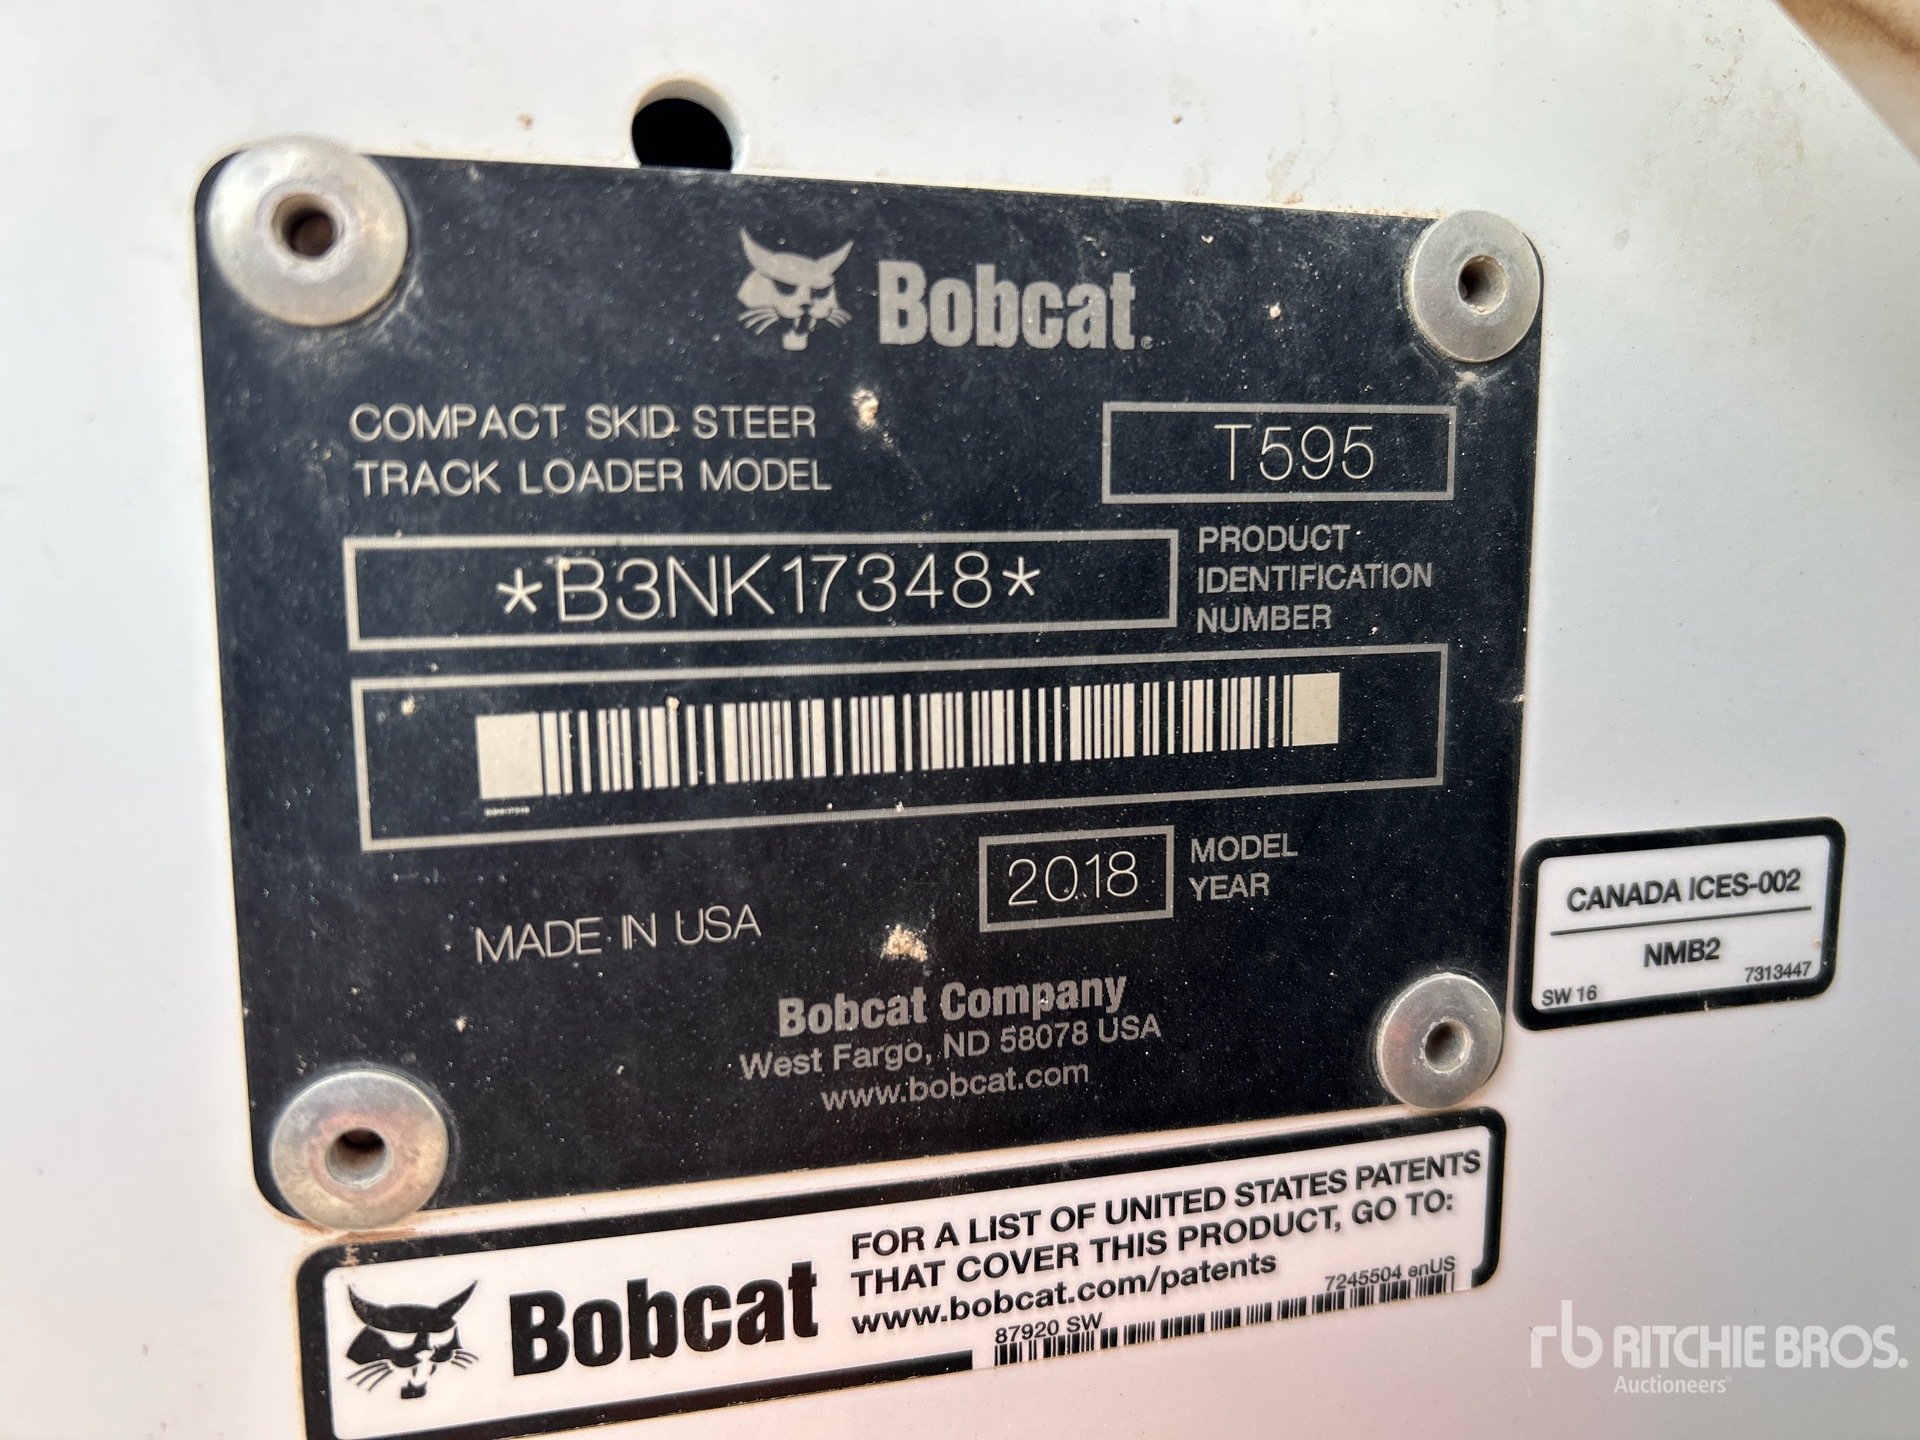 Bobcat®
COMPACT SKID-STEER
TRACK LOADER MODEL
T595
*B3NK17348*
PRODUCT
IDENTIFICATION
NUMBER
B3NK17348
2018
MODEL
YEAR
MADE IN USA
Bobcat Company
West Fargo, ND 58078 USA
www.bobcat.com
CANADA ICES-002
NMB2
SW 16
7313447
Bobcat
FOR A LIST OF UNITED STATES PATENTS
THAT COVER THIS PRODUCT, GO TO:
www.bobcat.com/patents
7245504 enUS
87920 SW
rb RITCHIE BROS.
Auctioneers